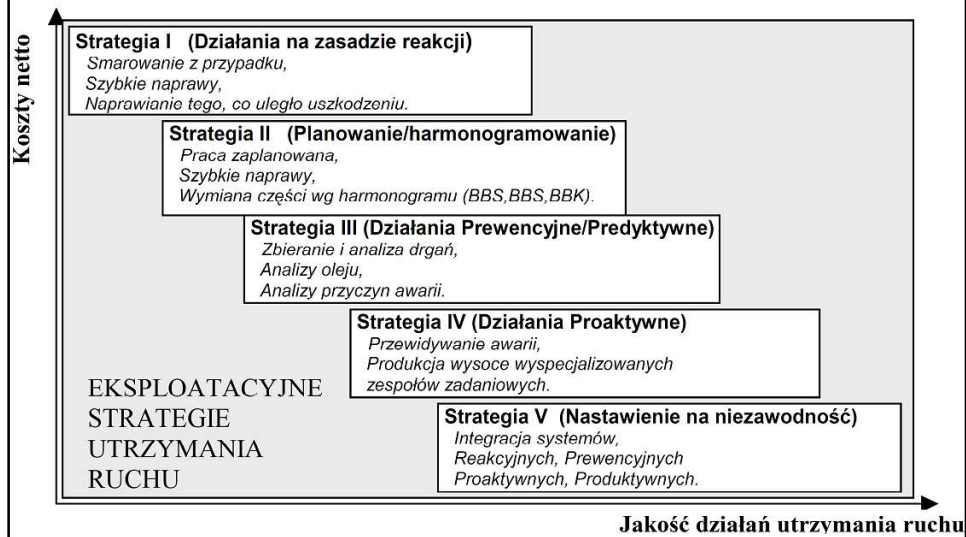 Koszty netto
Strategia I (Działania na zasadzie reakcji)
Smarowanie z przypadku,
Szybkie naprawy,
Naprawianie tego, co uległo uszkodzeniu.
Strategia II (Planowanie/harmonogramowanie)
Praca zaplanowana,
Szybkie naprawy,
Wymiana części wg harmonogramu (BBS,BBS,BBK).
Strategia III (Działania Prewencyjne/Predyktywne)
Zbieranie i analiza drgań,
Analizy oleju,
Analizy przyczyn awarii.
Strategia IV (Działania Proaktywne)
Przewidywanie awarii,
Produkcja wysoce wyspecjalizowanych
zespołów zadaniowych.
Strategia V (Nastawienie na niezawodność)
Integracja systemów,
Reakcyjnych, Prewencyjnych
Proaktywnych, Produktywnych.
EKSPLOATACYJNE
STRATEGIE
UTRZYMANIA
RUCHU
Jakość działań utrzymania ruchu